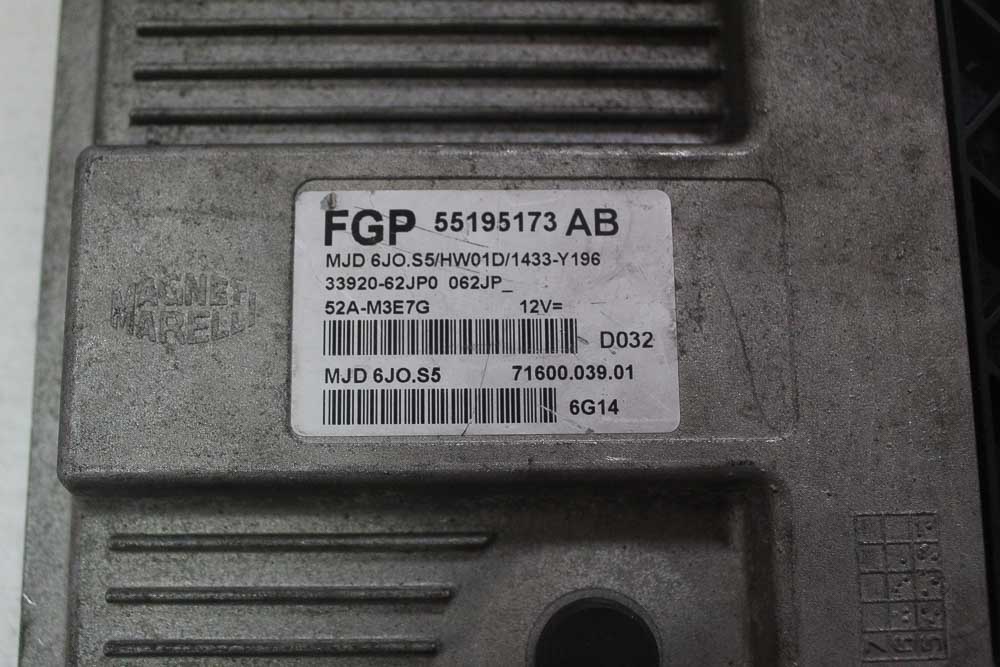 MAGNETI
MARELLI
FGP 55195173 AB
MJD 6JO.S5/HW01D/1433-Y196
33920-62JP0 062JP_
52A-M3E7G 12V=
D032
MJD 6JO.S5 71600.039.01
6G14